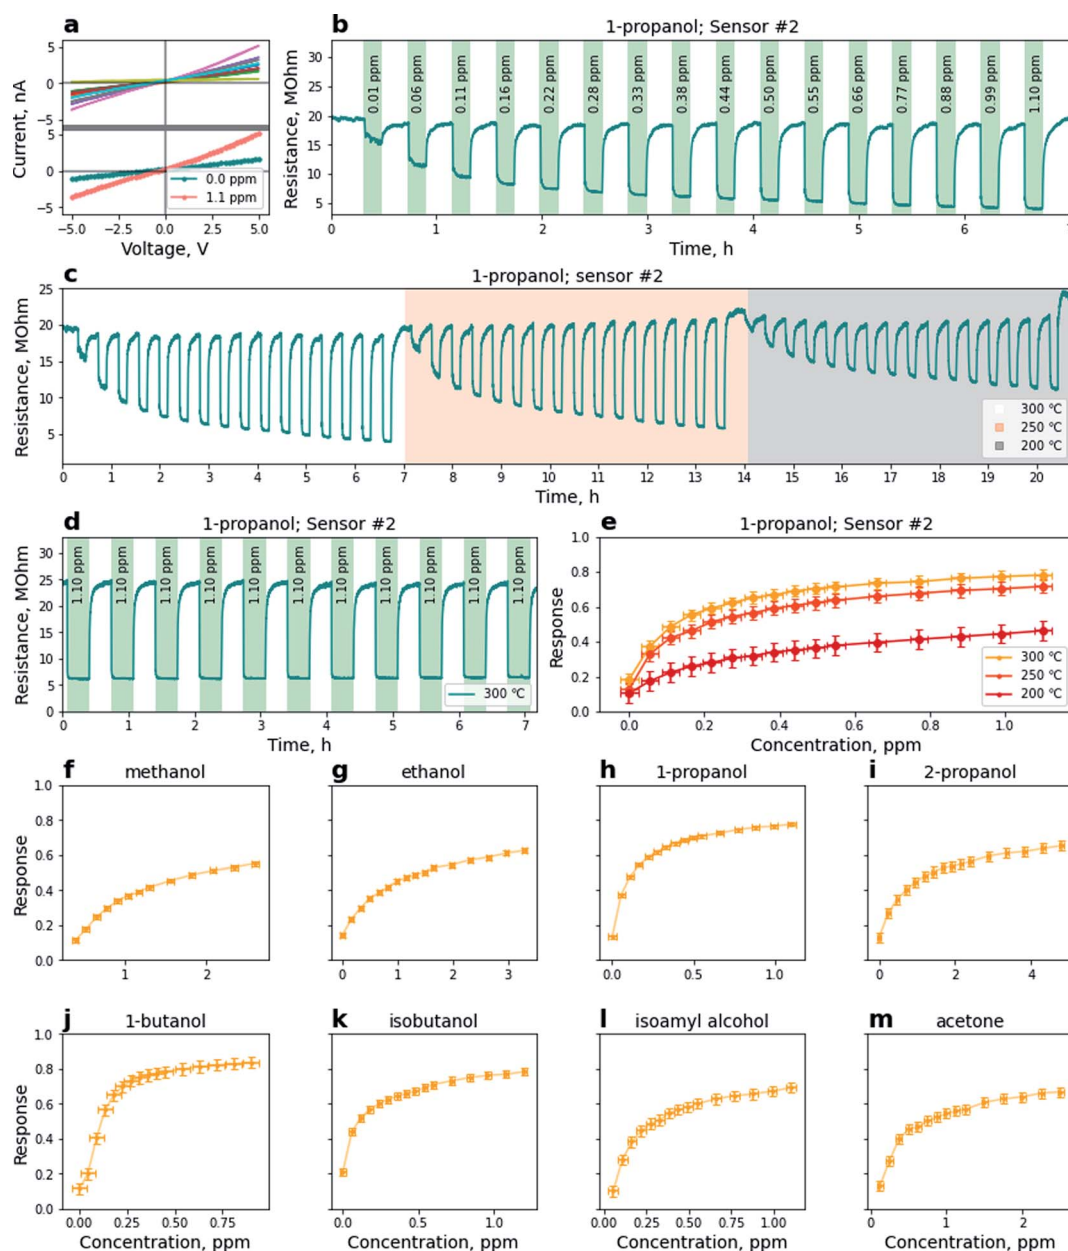 a
Current, nA
5
0
−5
5
0
−5
0.0 ppm
1.1 ppm
−5.0 −2.5 0.0 2.5 5.0
Voltage, V
b
1-propanol; Sensor #2
Resistance, MOhm
30
25
20
15
10
5
0.01 ppm
0.06 ppm
0.11 ppm
0.16 ppm
0.22 ppm
0.28 ppm
0.33 ppm
0.38 ppm
0.44 ppm
0.50 ppm
0.55 ppm
0.66 ppm
0.77 ppm
0.88 ppm
0.99 ppm
1.10 ppm
0 1 2 3 4 5 6
Time, h
c
1-propanol; sensor #2
Resistance, MOhm
25
20
15
10
5
300 °C
250 °C
200 °C
0 1 2 3 4 5 6 7 8 9 10 11 12 13 14 15 16 17 18 19 20
Time, h
d
1-propanol; Sensor #2
Resistance, MOhm
30
25
20
15
10
5
0
1.10 ppm
1.10 ppm
1.10 ppm
1.10 ppm
1.10 ppm
1.10 ppm
1.10 ppm
1.10 ppm
1.10 ppm
1.10 ppm
1.10 ppm
300 °C
0 1 2 3 4 5 6 7
Time, h
e
1-propanol; Sensor #2
Response
1.0
0.8
0.6
0.4
0.2
0.0
300 °C
250 °C
200 °C
0.0 0.2 0.4 0.6 0.8 1.0
Concentration, ppm
f
methanol
Response
1.0
0.8
0.6
0.4
0.2
0.0
1 2
g
ethanol
0 1 2 3
h
1-propanol
0.0 0.5 1.0
i
2-propanol
0 2 4
j
1-butanol
Response
1.0
0.8
0.6
0.4
0.2
0.0
0.00 0.25 0.50 0.75
Concentration, ppm
k
isobutanol
0.0 0.5 1.0
Concentration, ppm
l
isoamyl alcohol
0.00 0.25 0.50 0.75 1.00
Concentration, ppm
m
acetone
0 1 2
Concentration, ppm